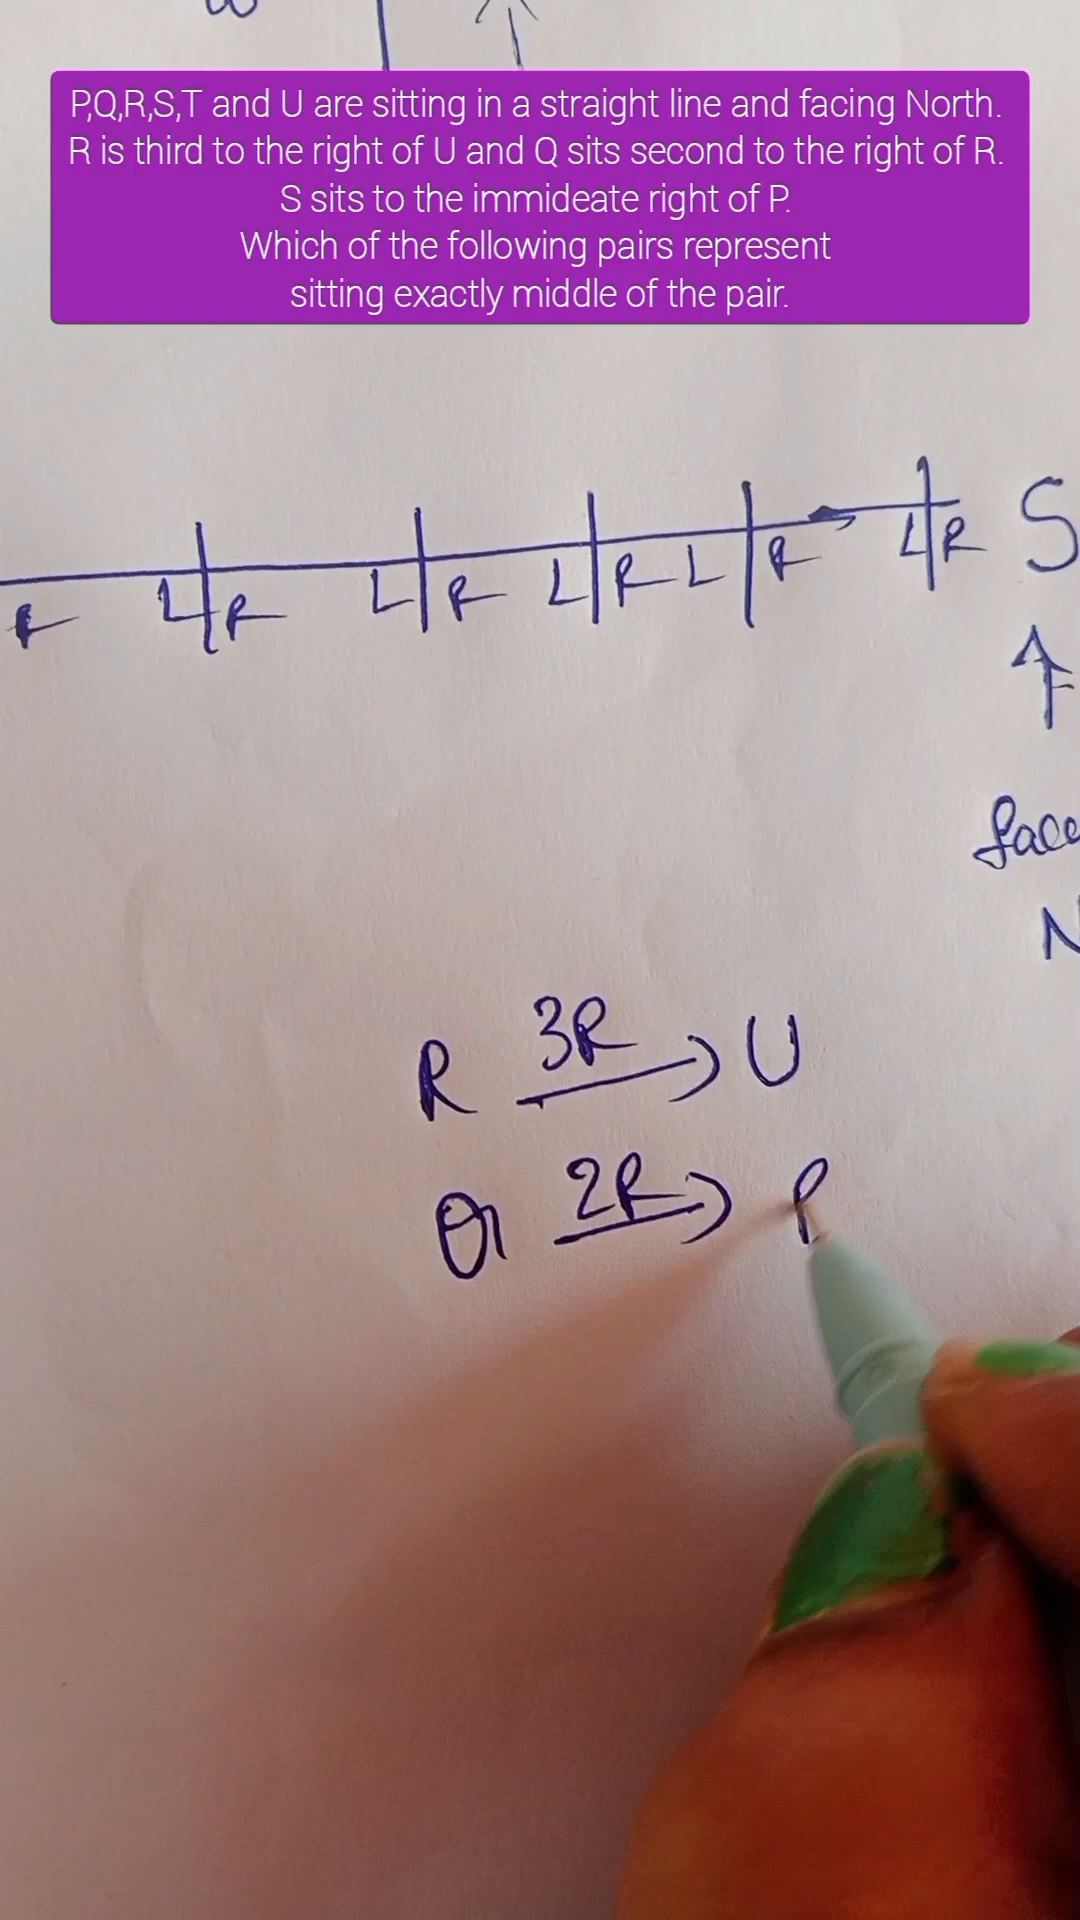 P,Q,R,S,T and U are sitting in a straight line and facing North.
R is third to the right of U and Q sits second to the right of R.
S sits to the immideate right of P.
Which of the following pairs represent
sitting exactly middle of the pair.
L R L R L R L R L R S
face
N
R 3R U
2R